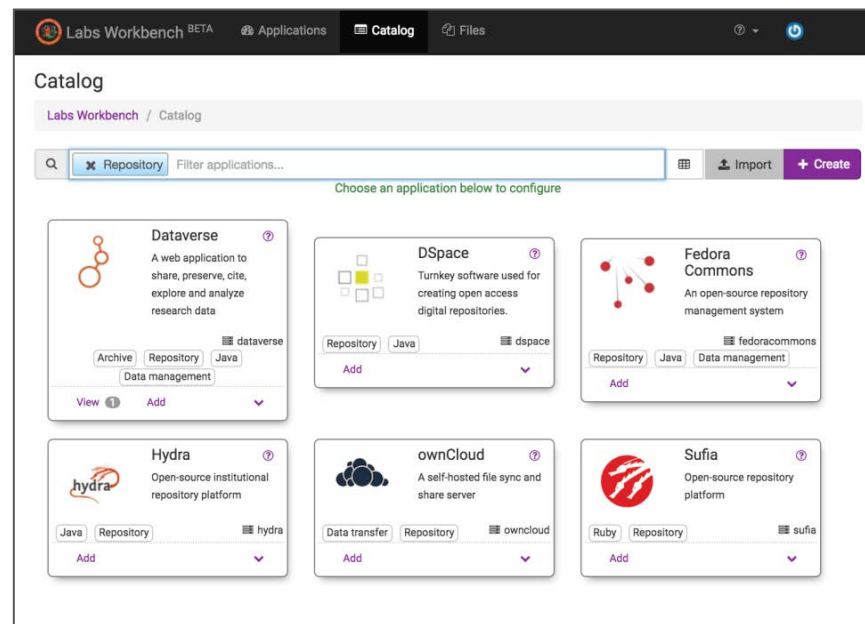 Labs Workbench BETA Applications Catalog Files
Catalog
Labs Workbench / Catalog
Repository Filter applications... Import + Create
Choose an application below to configure
Dataverse
A web application to
share, preserve, cite,
explore and analyze
research data
dataverse
Archive Repository Java
Data management
View 1 Add
DSpace
Turnkey software used for
creating open access
digital repositories.
Repository Java dspace
Add
Fedora
Commons
An open-source repository
management system
fedoracommons
Repository Java Data management
Add
hydra
Hydra
Open-source institutional
repository platform
Java Repository hydra
Add
ownCloud
A self-hosted file sync and
share server
Data transfer Repository owncloud
Add
Sufia
Open-source repository
platform
Ruby Repository sufia
Add